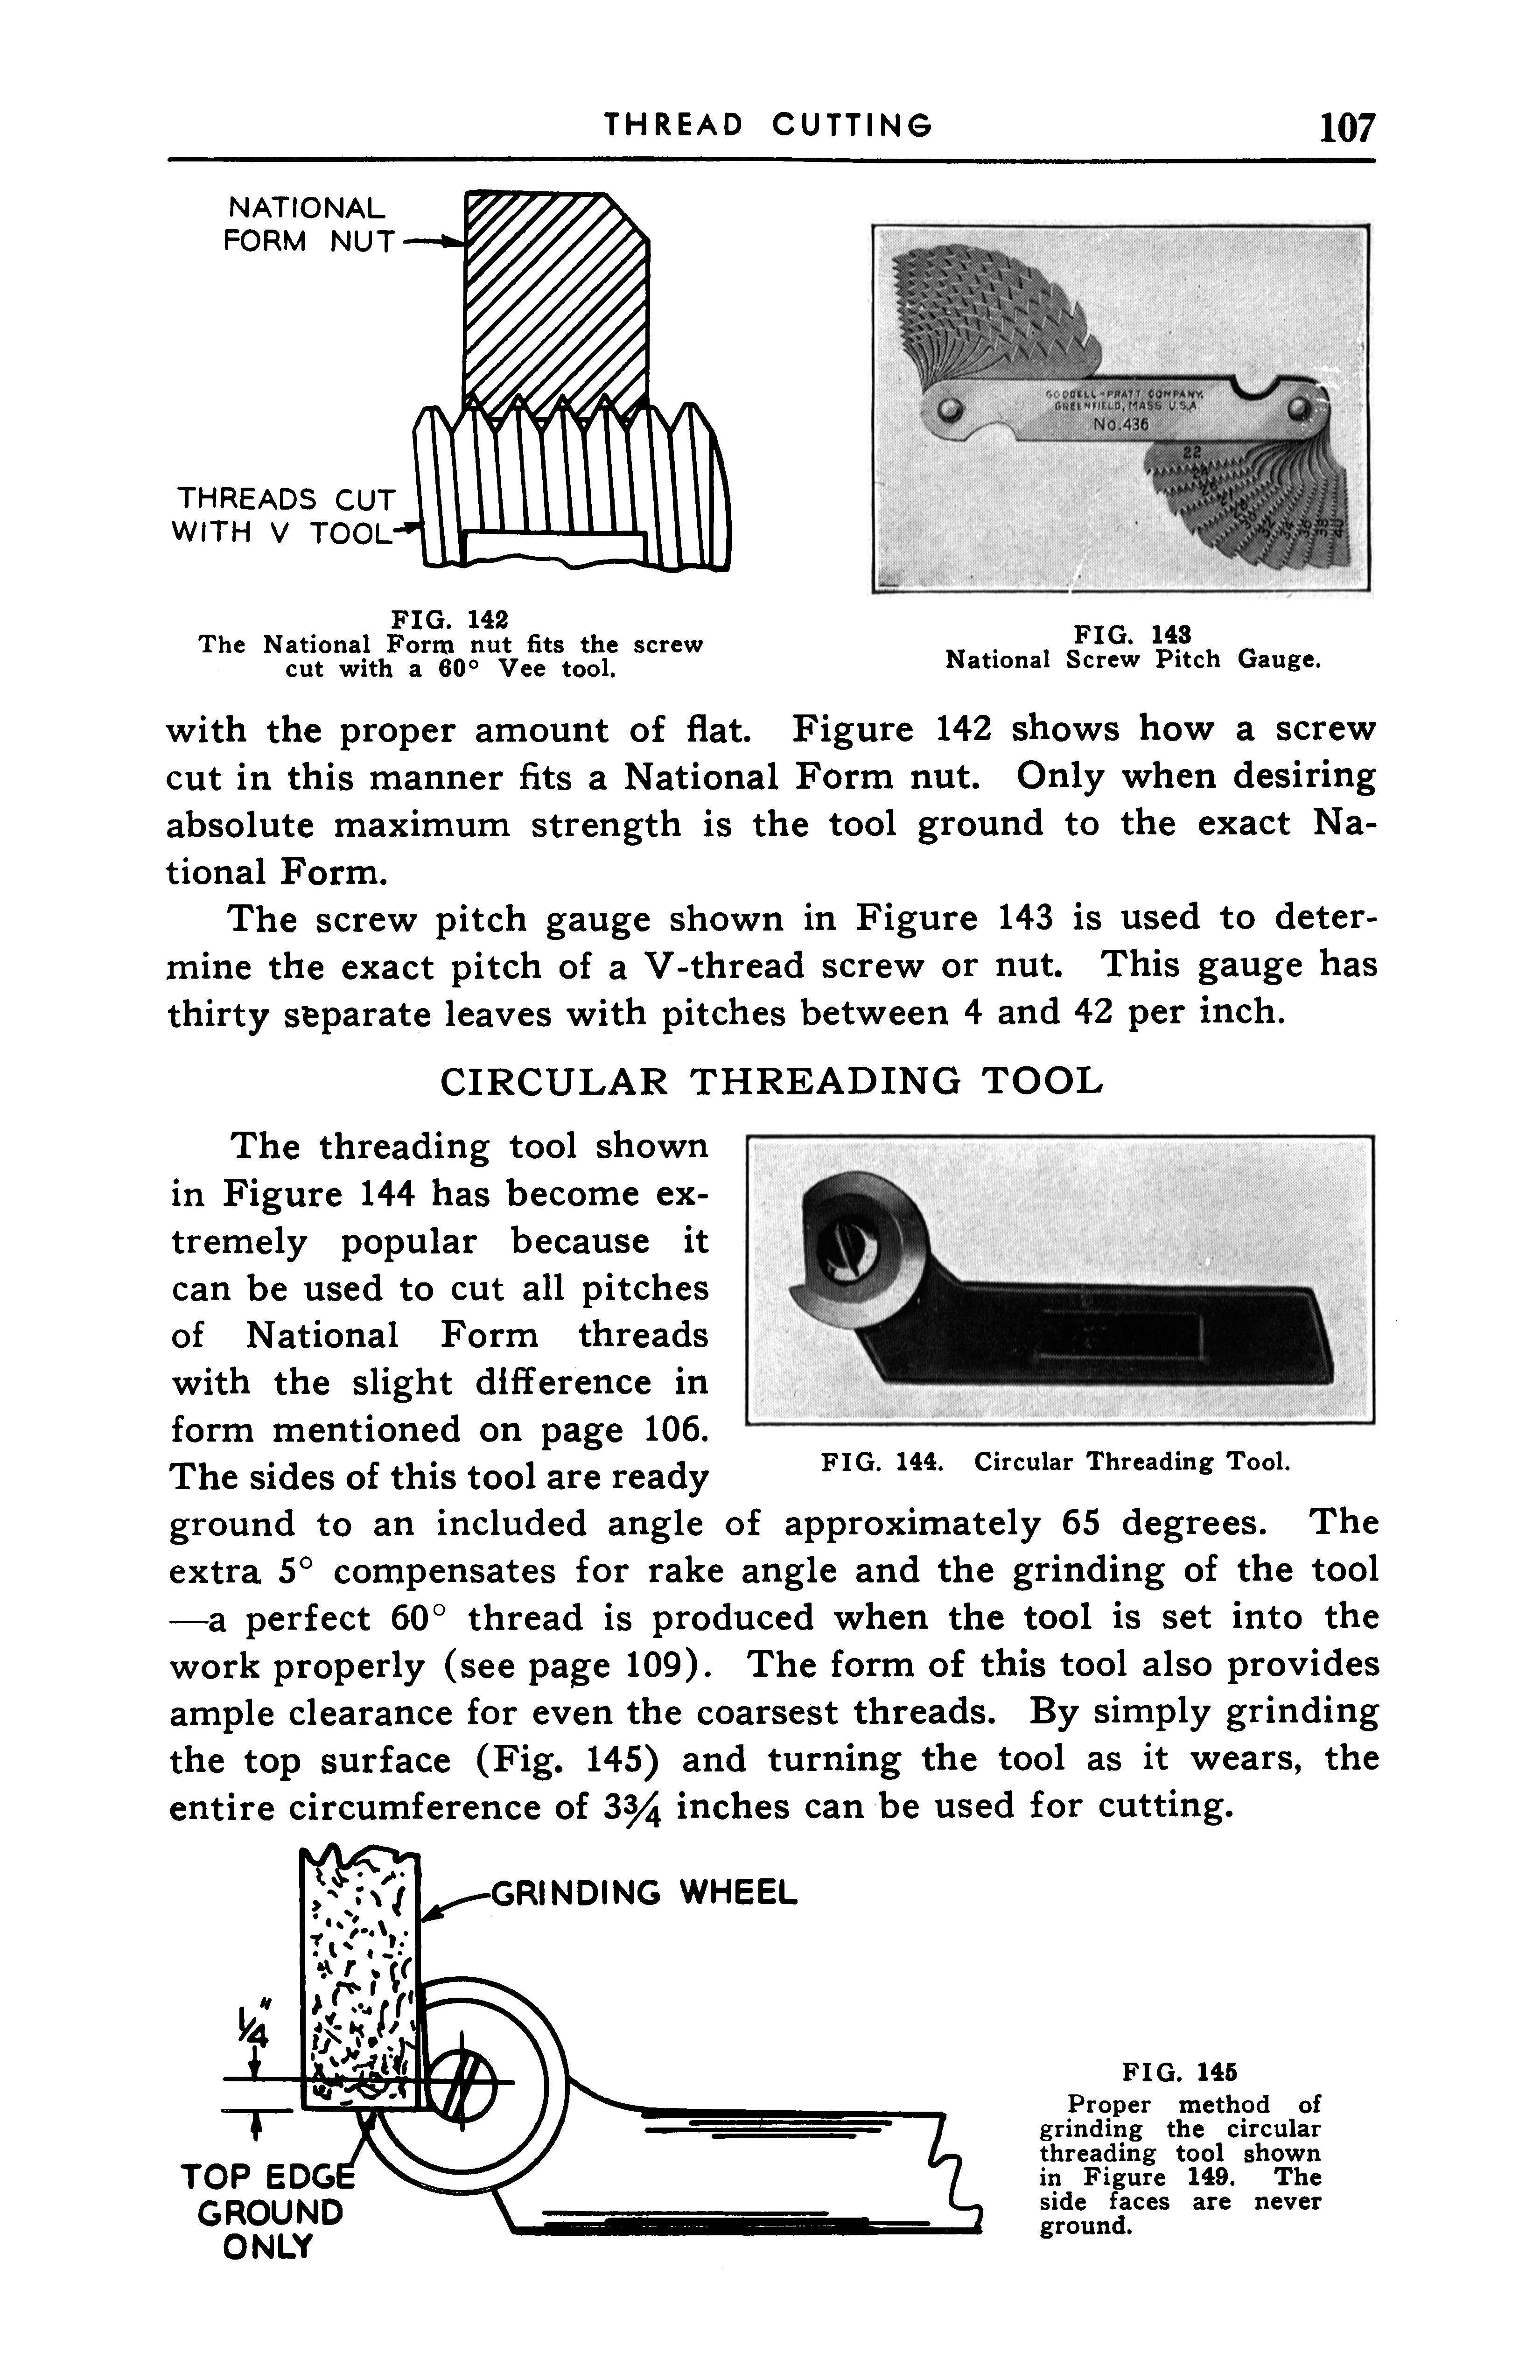 THREAD CUTTING 107
NATIONAL
FORM NUT
THREADS CUT
WITH V TOOL
FIG. 142
The National Form nut fits the screw
cut with a 60° Vee tool.
GOODELL-PRATT COMPANY.
GREENFIELD, MASS U.S.A
No.436
22
FIG. 143
National Screw Pitch Gauge.
with the proper amount of flat. Figure 142 shows how a screw
cut in this manner fits a National Form nut. Only when desiring
absolute maximum strength is the tool ground to the exact Na-
tional Form.
The screw pitch gauge shown in Figure 143 is used to deter-
mine the exact pitch of a V-thread screw or nut. This gauge has
thirty separate leaves with pitches between 4 and 42 per inch.
CIRCULAR THREADING TOOL
The threading tool shown
in Figure 144 has become ex-
tremely popular because it
can be used to cut all pitches
of National Form threads
with the slight difference in
form mentioned on page 106.
The sides of this tool are ready
FIG. 144. Circular Threading Tool.
ground to an included angle of approximately 65 degrees. The
extra 5° compensates for rake angle and the grinding of the tool
—a perfect 60° thread is produced when the tool is set into the
work properly (see page 109). The form of this tool also provides
ample clearance for even the coarsest threads. By simply grinding
the top surface (Fig. 145) and turning the tool as it wears, the
entire circumference of 3¾ inches can be used for cutting.
GRINDING WHEEL
¼"
TOP EDGE
GROUND
ONLY
FIG. 145
Proper method of
grinding the circular
threading tool shown
in Figure 149. The
side faces are never
ground.